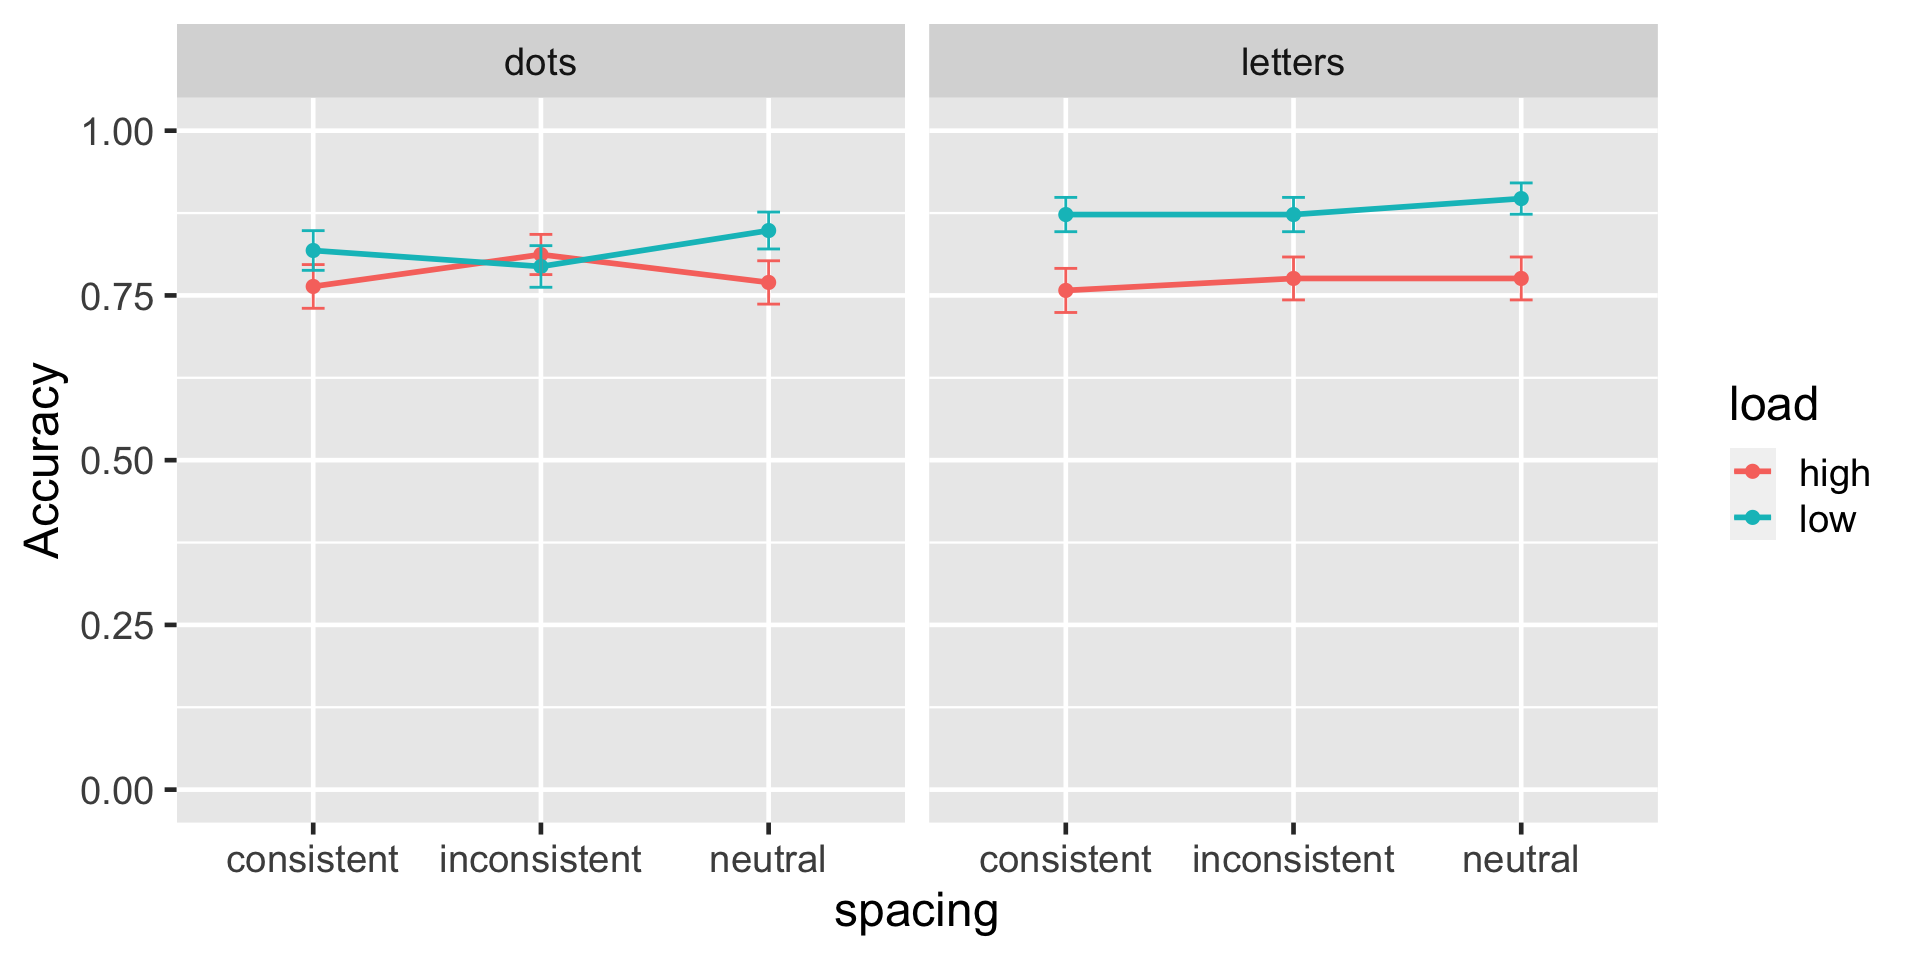 dots
letters
1.00
0.75
0.50
0.25
0.00
Accuracy
consistent inconsistent neutral
consistent inconsistent neutral
spacing
load
high
low